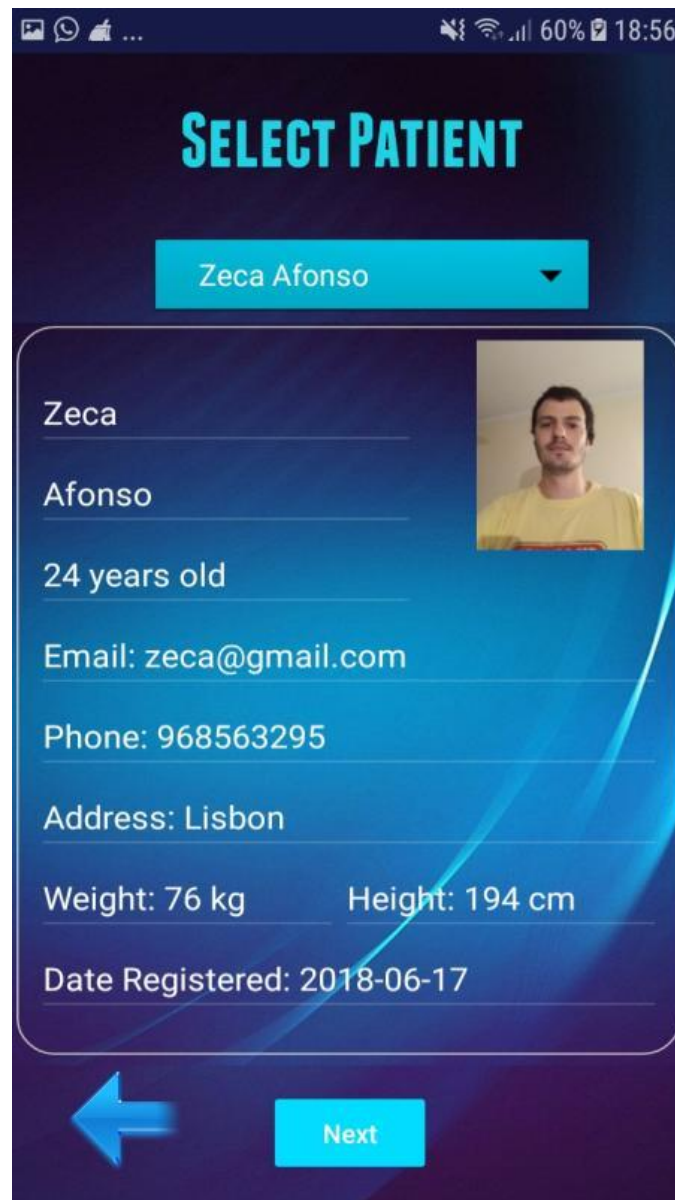 ... 60% 18:56
SELECT PATIENT
Zeca Afonso
Zeca
Afonso
24 years old
Email: zeca@gmail.com
Phone: 968563295
Address: Lisbon
Weight: 76 kg Height: 194 cm
Date Registered: 2018-06-17
Next